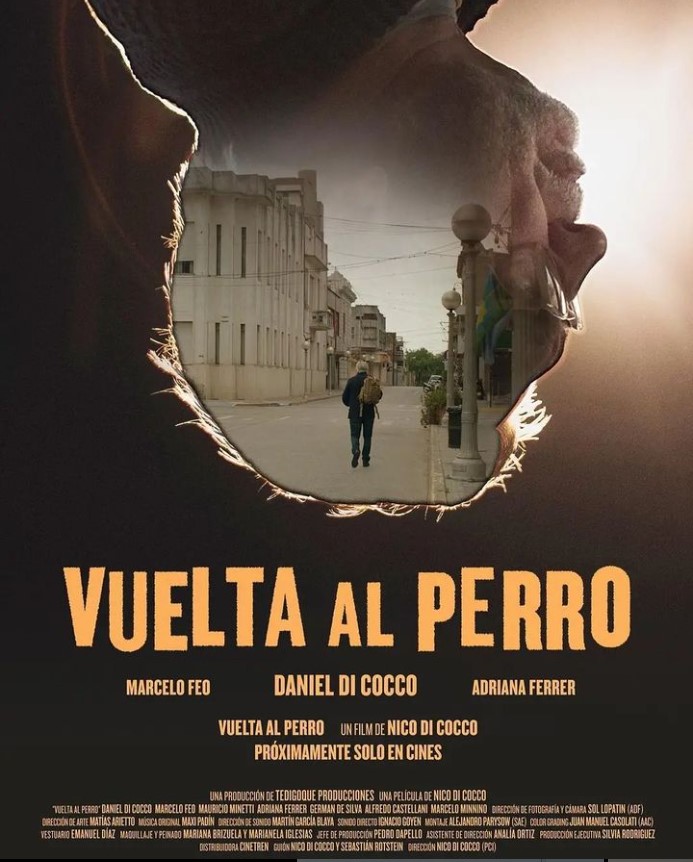 VUELTA AL PERRO
MARCELO FEO DANIEL DI COCCO ADRIANA FERRER
VUELTA AL PERRO UN FILM DE NICO DI COCCO
PRÓXIMAMENTE SOLO EN CINES
UNA PRODUCCIÓN DE TEDIGOQUE PRODUCCIONES UNA PELÍCULA DE NICO DI COCCO
"VUELTA AL PERRO" DANIEL DI COCCO MARCELO FEO MAURICIO MINETTI ADRIANA FERRER GERMAN DE SILVA ALFREDO CASTELLANI MARCELO MINNINO DIRECCIÓN DE FOTOGRAFÍA Y CÁMARA SOL LOPATIN (ADF)
DIRECCIÓN DE ARTE MATÍAS ARIETTO MÚSICA ORIGINAL MAXI PADÍN DIRECCIÓN DE SONIDO MARTÍN GARCÍA BLAYA SONIDO DIRECTO IGNACIO GOYEN MONTAJE ALEJANDRO PARYSOW (SAE) COLOR GRADING JUAN MANUEL CASOLATI (AAC)
VESTUARIO EMANUEL DÍAZ MAQUILLAJE Y PEINADO MARIANA BRIZUELA Y MARIANELA IGLESIAS JEFE DE PRODUCCIÓN PEDRO DAPELLO ASISTENTE DE DIRECCIÓN ANALÍA ORTIZ PRODUCCIÓN EJECUTIVA SILVIA RODRIGUEZ
DISTRIBUIDORA CINETREN GUIÓN NICO DI COCCO Y SEBASTIÁN ROTSTEIN DIRECCIÓN NICO DI COCCO (PCI)